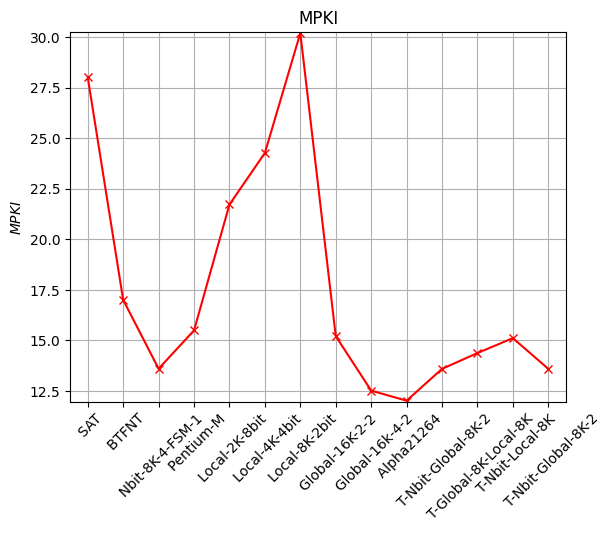 MPKI
30.0
27.5
25.0
22.5
20.0
17.5
15.0
12.5
MPKI
SAT
BTFNT
Nbit-8K-4-FSM-1
Pentium-M
Local-2K-8bit
Local-4K-4bit
Local-8K-2bit
Global-16K-2-2
Global-16k-4-2
Alpha21264
T-Nbit-Global-8K-2
T-Global-8K-Local-8K
T-Nbit-Local-8K
T-Nbit-Global-8K-2